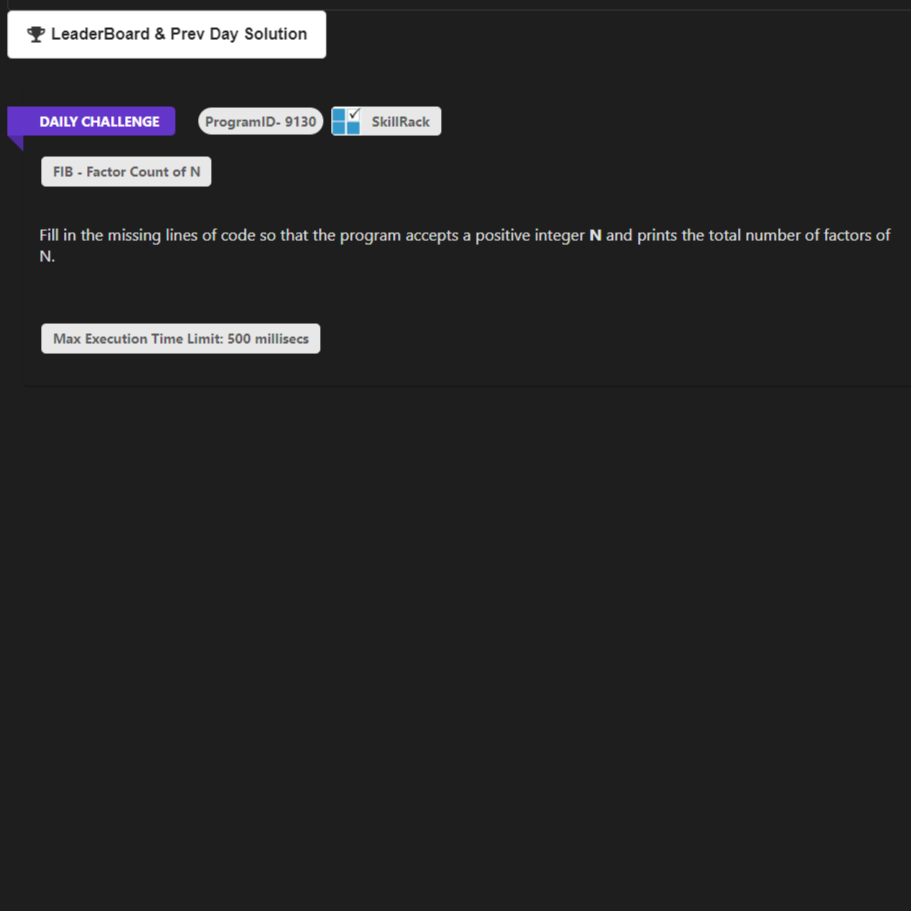 LeaderBoard & Prev Day Solution
DAILY CHALLENGE ProgramID- 9130 SkillRack
FIB - Factor Count of N
Fill in the missing lines of code so that the program accepts a positive integer N and prints the total number of factors of
N.
Max Execution Time Limit: 500 millisecs